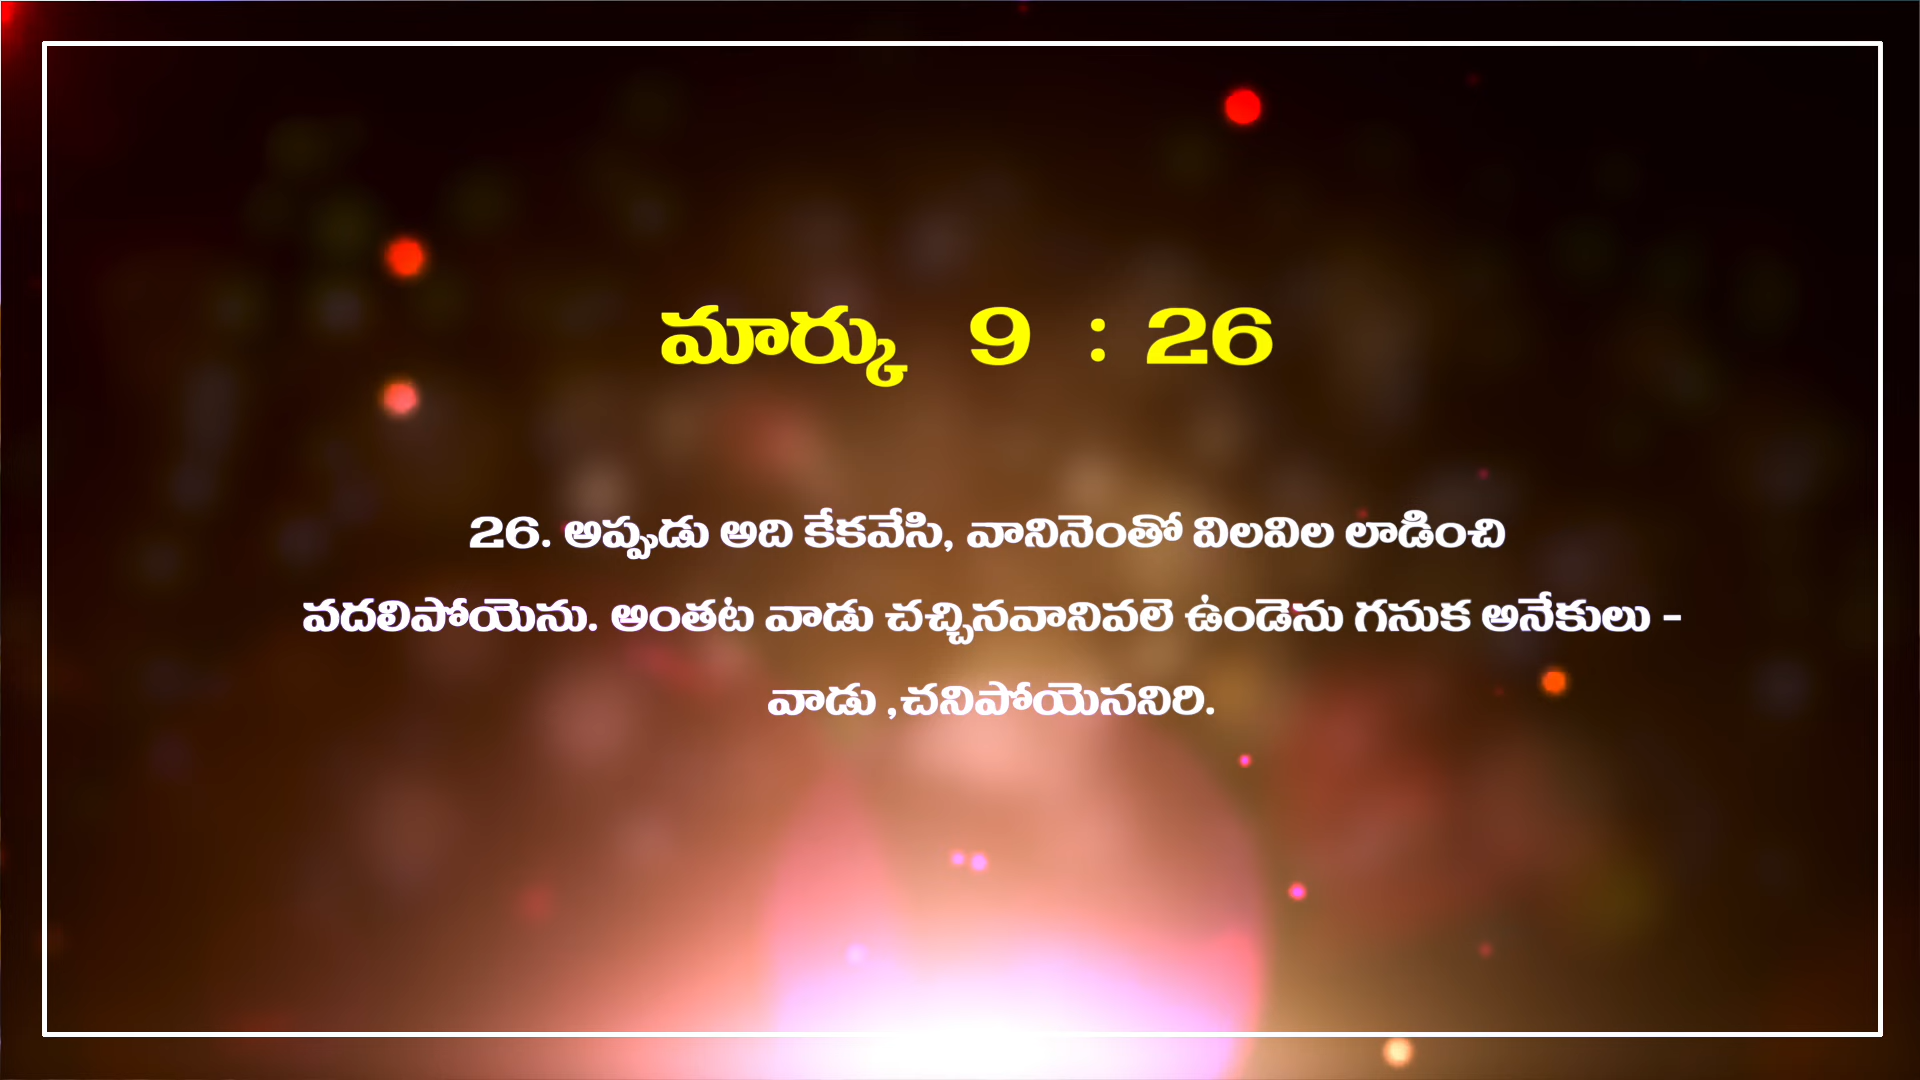 మార్కు 9 : 26
26. అప్పుడు అది కేకవేసి, వానినెంతో విలవిల లాడించి
వదలిపోయెను. అంతట వాడు చచ్చినవానివలె ఉండెను గనుక అనేకులు -
వాడు ,చనిపోయెననిరి.